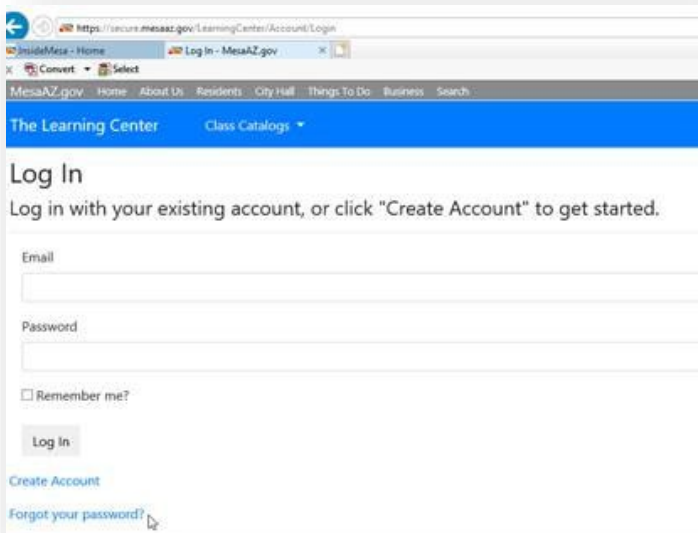 https://secure.mesaaz.gov/LearningCenter/Account/Login
InsideMesa - Home Log In - MesaAZ.gov ×
x Convert Select
MesaAZ.gov Home About Us Residents City Hall Things To Do Business Search
The Learning Center Class Catalogs
Log In
Log in with your existing account, or click "Create Account" to get started.
Email
Password
Remember me?
Log In
Create Account
Forgot your password?